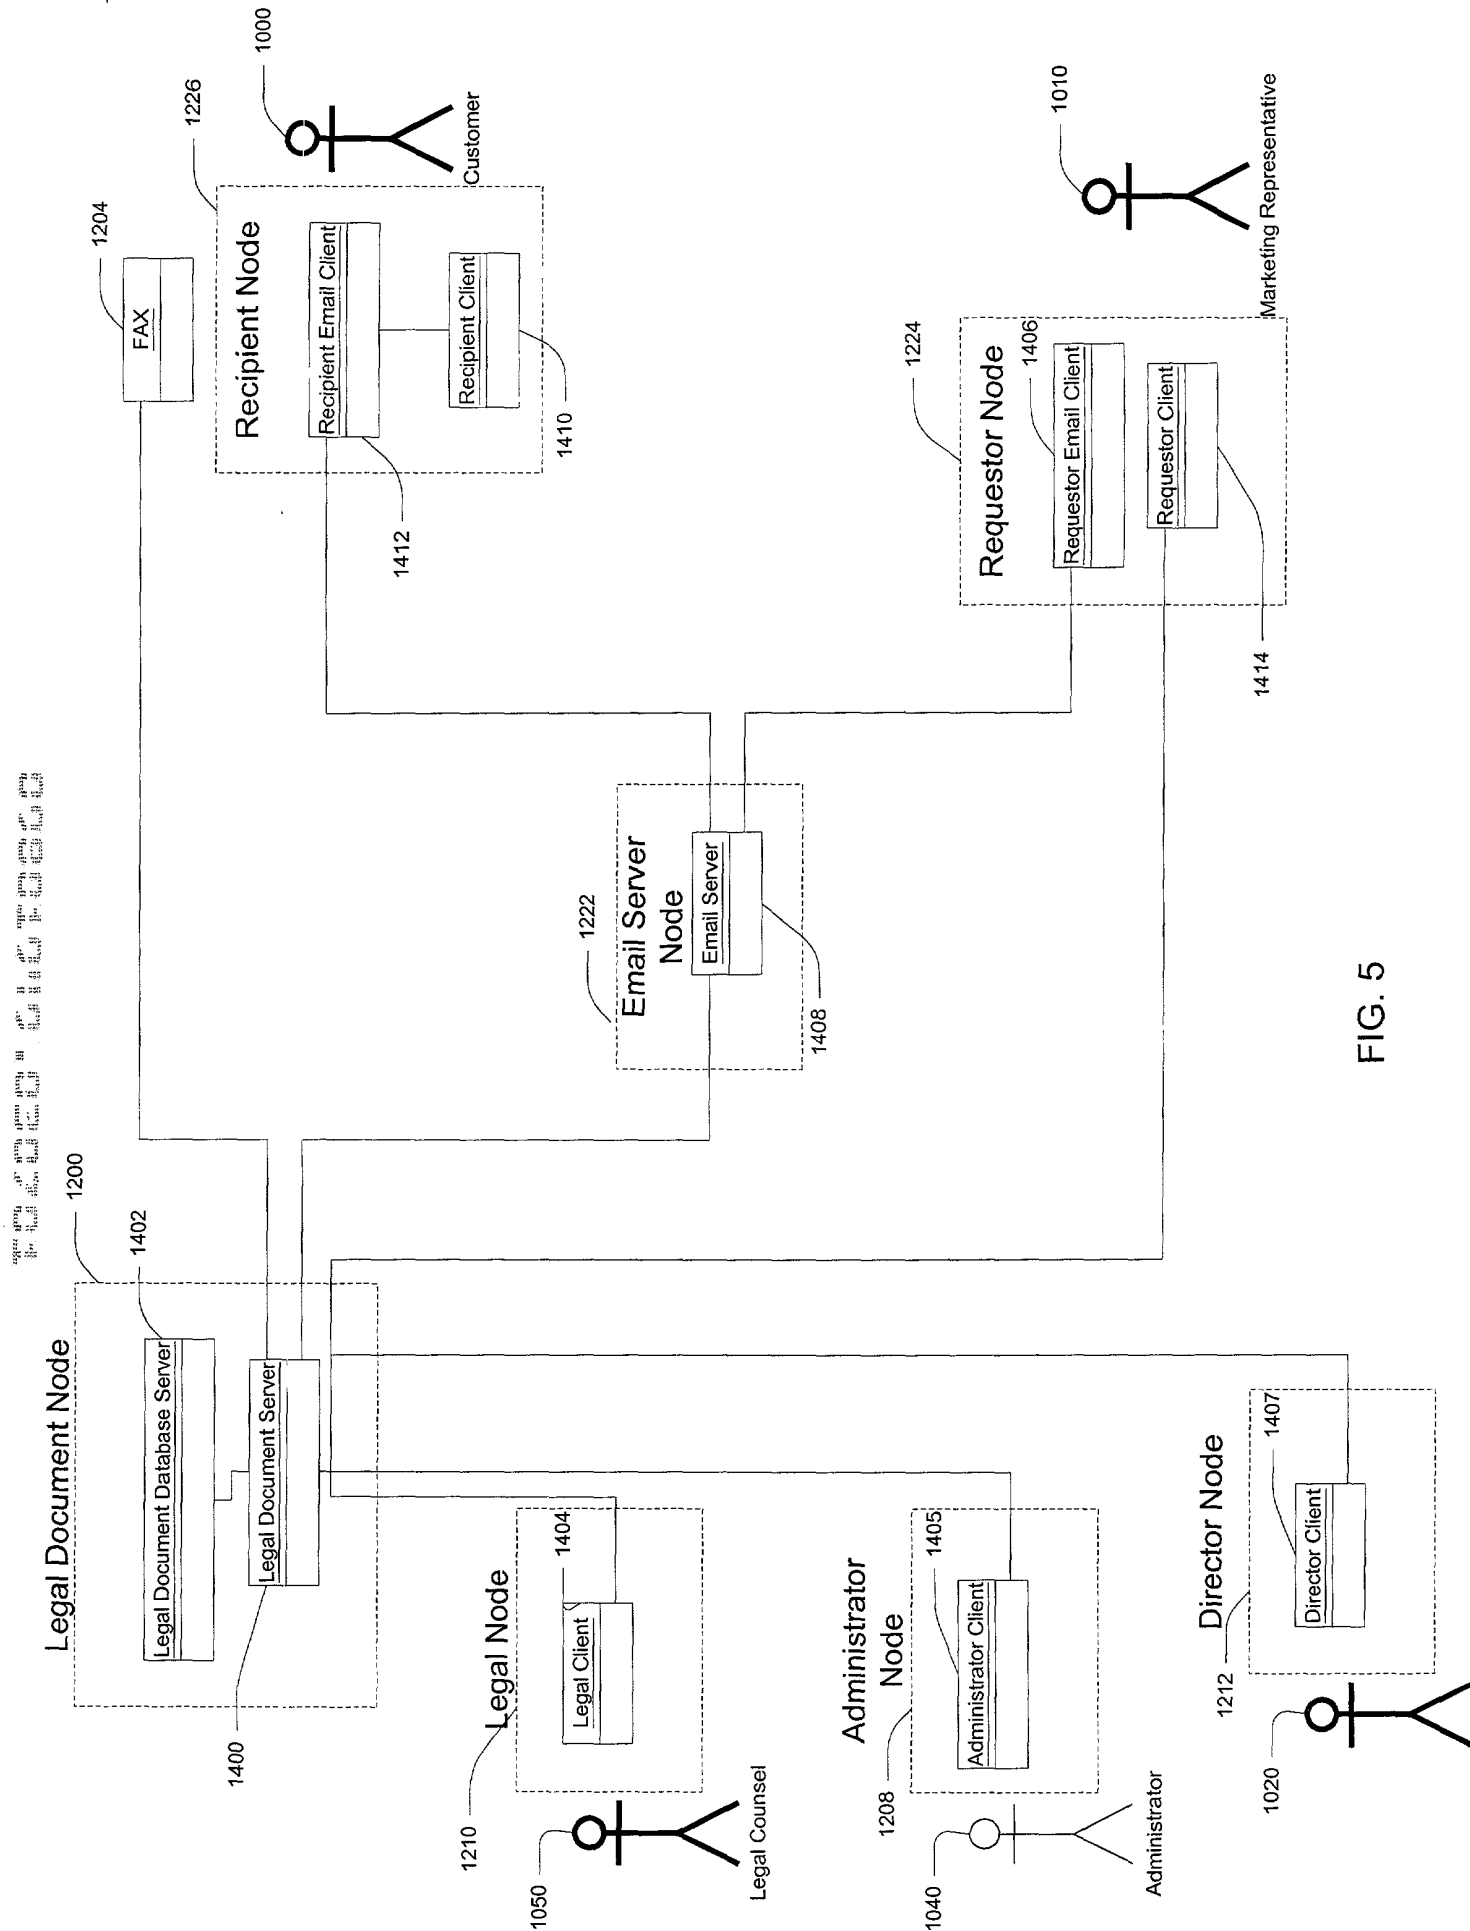 Legal Document Node
1200
1402
Legal Document Database Server
Legal Document Server
1400
FAX
1204
1226
1000
Recipient Node
Recipient Email Client
Recipient Client
1412
1410
Customer
1222
Email Server
Node
Email Server
1408
1224
Requestor Node
1406
Requestor Email Client
Requestor Client
1414
1010
Marketing Representative
Legal Node
1404
Legal Client
1210
1050
Legal Counsel
Administrator
Node
1405
Administrator Client
1208
1040
Administrator
Director Node
1407
Director Client
1212
1020
FIG. 5